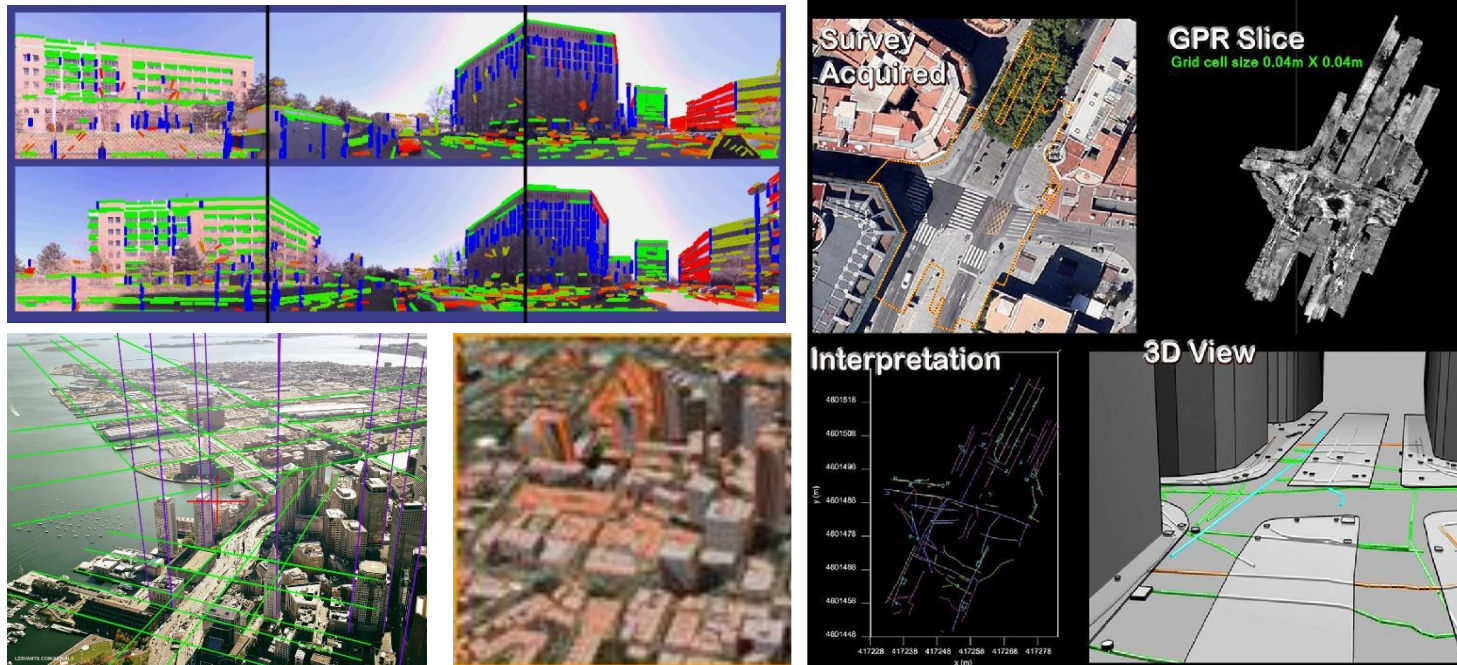 Survey
Acquired
GPR Slice
Grid cell size 0.04m X 0.04m
Interpretation
3D View
4601518
4601508
4601498
4601488
4601478
4601468
4601458
4601448
y (m)
417228 417238 417248 417258 417268 417278
x (m)